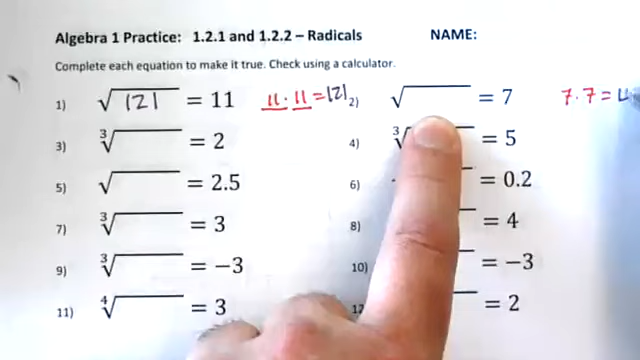 Algebra 1 Practice: 1.2.1 and 1.2.2 – Radicals NAME:
Complete each equation to make it true. Check using a calculator.
1) √121 = 11 11 · 11 = 121 2) √ = 7 7 · 7 =
3) ∛ = 2 4) ∛ = 5
5) √ = 2.5 6) = 0.2
7) ∛ = 3 8) = 4
9) ∛ = −3 10) = −3
11) ∜ = 3 = 2